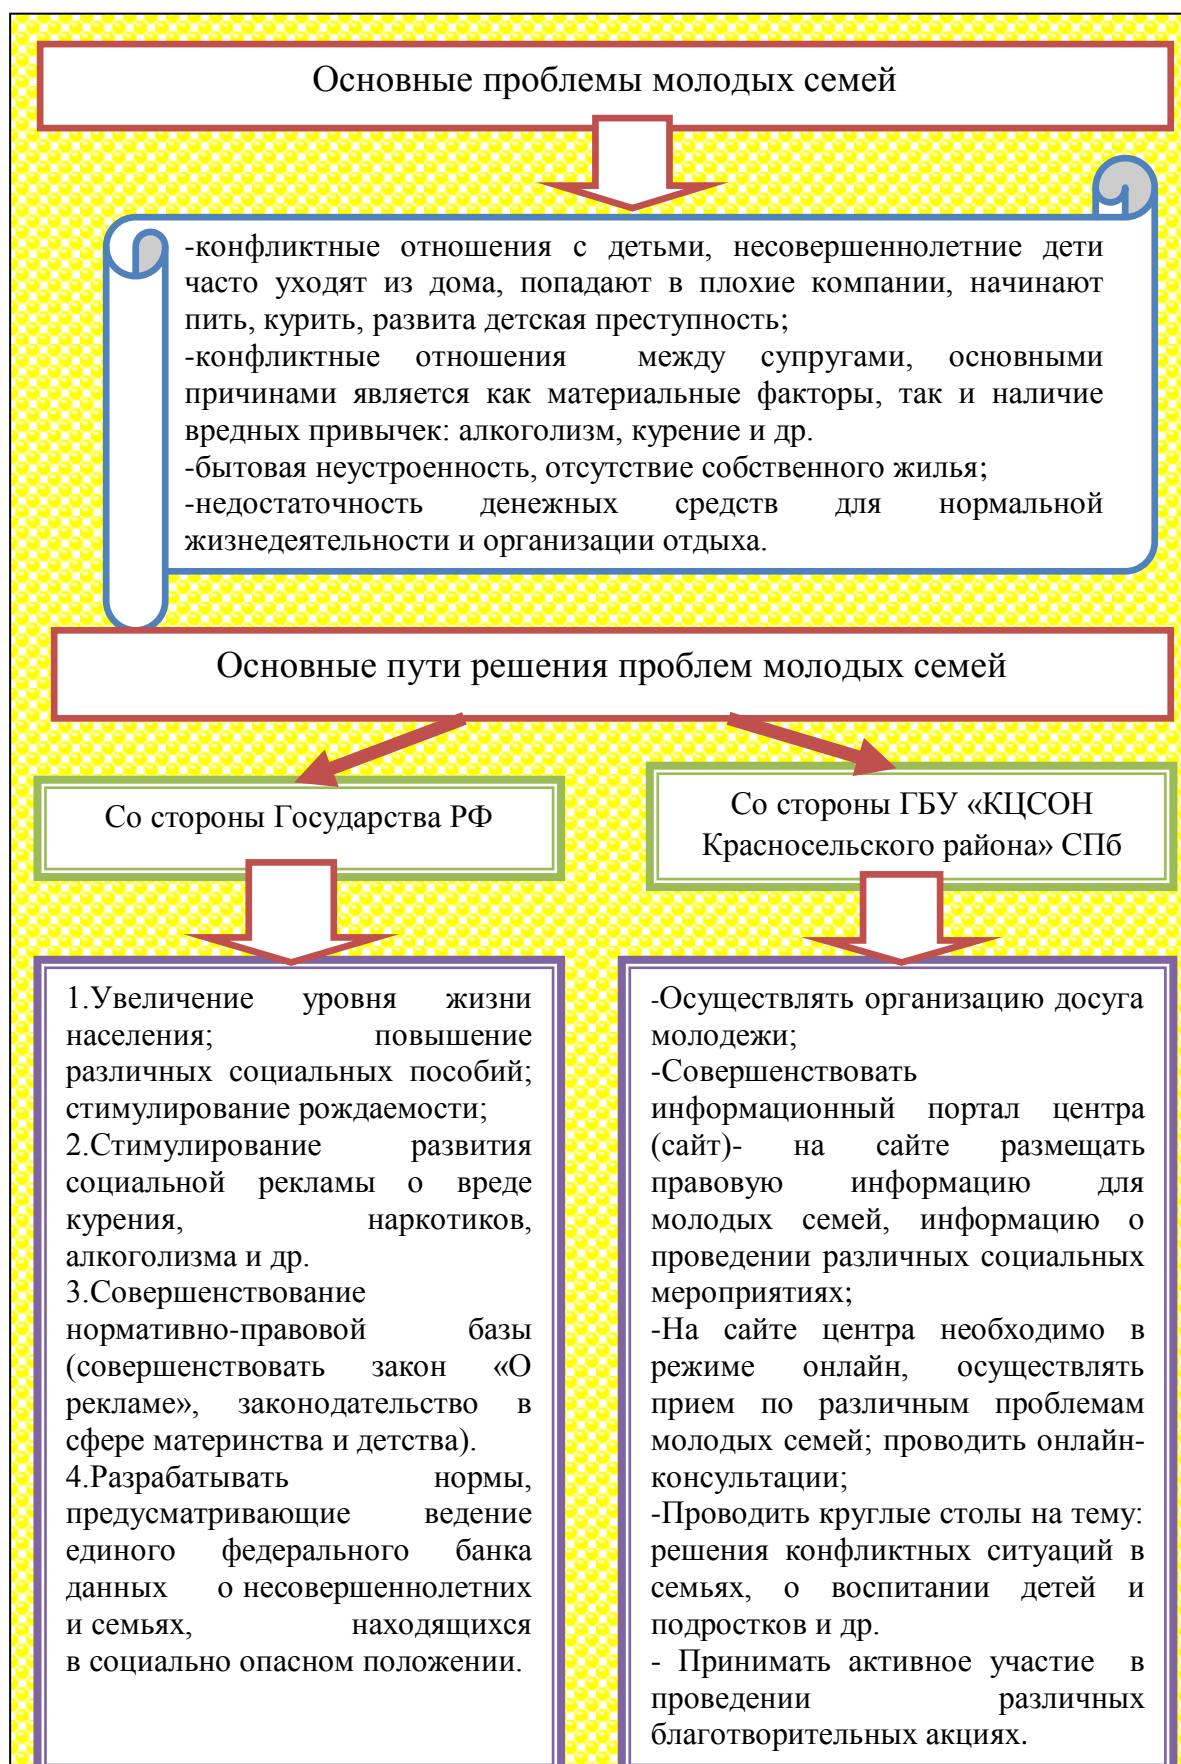 Основные проблемы молодых семей
-конфликтные отношения с детьми, несовершеннолетние дети
часто уходят из дома, попадают в плохие компании, начинают
пить, курить, развита детская преступность;
-конфликтные отношения между супругами, основными
причинами является как материальные факторы, так и наличие
вредных привычек: алкоголизм, курение и др.
-бытовая неустроенность, отсутствие собственного жилья;
-недостаточность денежных средств для нормальной
жизнедеятельности и организации отдыха.
Основные пути решения проблем молодых семей
Со стороны Государства РФ
Со стороны ГБУ «КЦСОН
Красносельского района» СПб
1.Увеличение уровня жизни
населения; повышение
различных социальных пособий;
стимулирование рождаемости;
2.Стимулирование развития
социальной рекламы о вреде
курения, наркотиков,
алкоголизма и др.
3.Совершенствование
нормативно-правовой базы
(совершенствовать закон «О
рекламе», законодательство в
сфере материнства и детства).
4.Разрабатывать нормы,
предусматривающие ведение
единого федерального банка
данных о несовершеннолетних
и семьях, находящихся
в социально опасном положении.
-Осуществлять организацию досуга
молодежи;
-Совершенствовать
информационный портал центра
(сайт)- на сайте размещать
правовую информацию для
молодых семей, информацию о
проведении различных социальных
мероприятиях;
-На сайте центра необходимо в
режиме онлайн, осуществлять
прием по различным проблемам
молодых семей; проводить онлайн-
консультации;
-Проводить круглые столы на тему:
решения конфликтных ситуаций в
семьях, о воспитании детей и
подростков и др.
- Принимать активное участие в
проведении различных
благотворительных акциях.